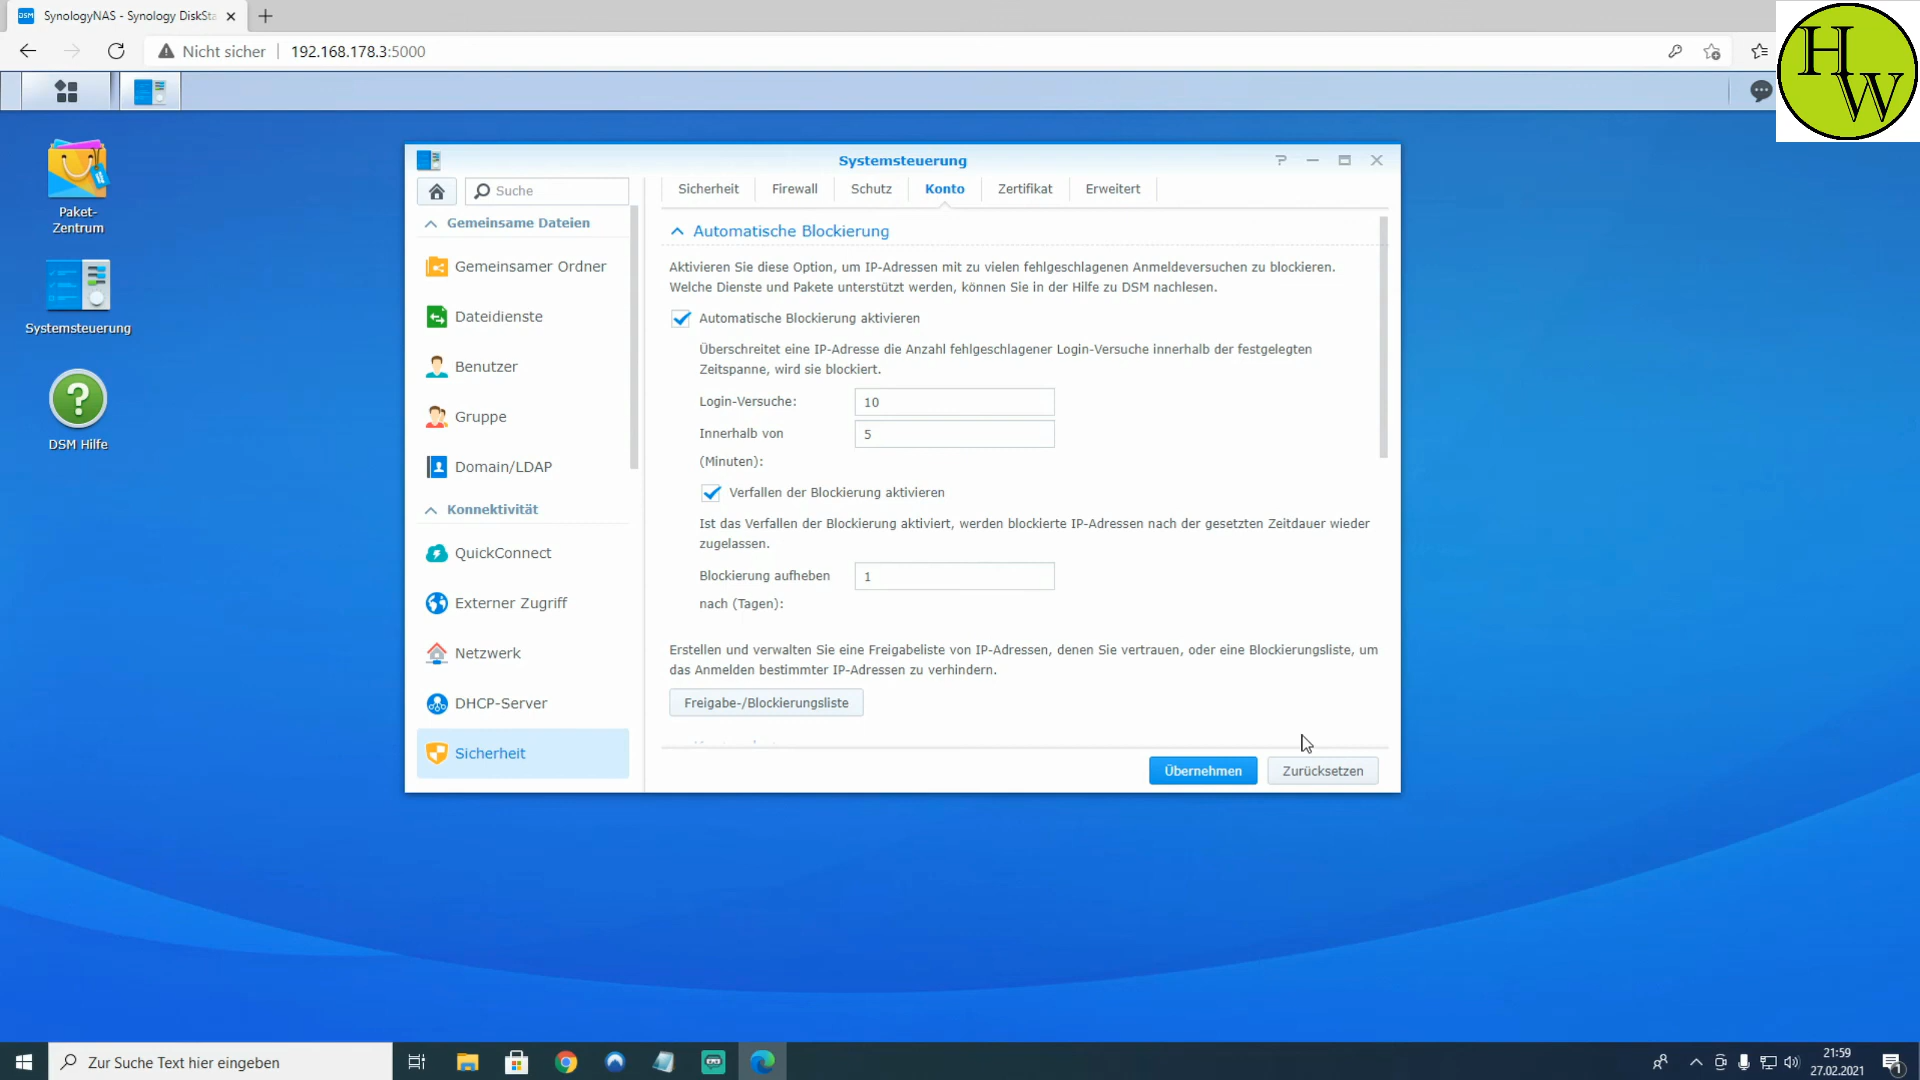 SynologyNAS - Synology DiskSta
Nicht sicher
192.168.178.3:5000
HW
Paket-
Zentrum
Systemsteuerung
DSM Hilfe
Systemsteuerung
Suche
Gemeinsame Dateien
Gemeinsamer Ordner
Dateidienste
Benutzer
Gruppe
Domain/LDAP
Konnektivität
QuickConnect
Externer Zugriff
Netzwerk
DHCP-Server
Sicherheit
Sicherheit
Firewall
Schutz
Konto
Zertifikat
Erweitert
Automatische Blockierung
Aktivieren Sie diese Option, um IP-Adressen mit zu vielen fehlgeschlagenen Anmeldeversuchen zu blockieren.
Welche Dienste und Pakete unterstützt werden, können Sie in der Hilfe zu DSM nachlesen.
Automatische Blockierung aktivieren
Überschreitet eine IP-Adresse die Anzahl fehlgeschlagener Login-Versuche innerhalb der festgelegten
Zeitspanne, wird sie blockiert.
Login-Versuche: 10
Innerhalb von 5
(Minuten):
Verfallen der Blockierung aktivieren
Ist das Verfallen der Blockierung aktiviert, werden blockierte IP-Adressen nach der gesetzten Zeitdauer wieder
zugelassen.
Blockierung aufheben 1
nach (Tagen):
Erstellen und verwalten Sie eine Freigabeliste von IP-Adressen, denen Sie vertrauen, oder eine Blockierungsliste, um
das Anmelden bestimmter IP-Adressen zu verhindern.
Freigabe-/Blockierungsliste
Übernehmen
Zurücksetzen
Zur Suche Text hier eingeben
21:59
27.02.2021
1